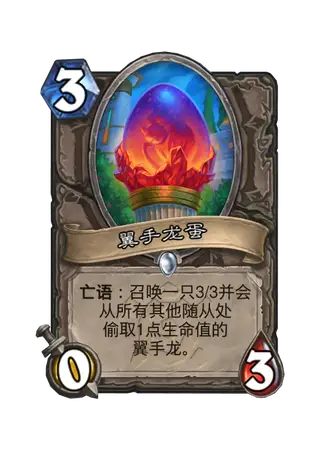 3
翼手龙蛋
亡语：召唤一只3/3并会
从所有其他随从处
偷取1点生命值的
翼手龙。
0
3